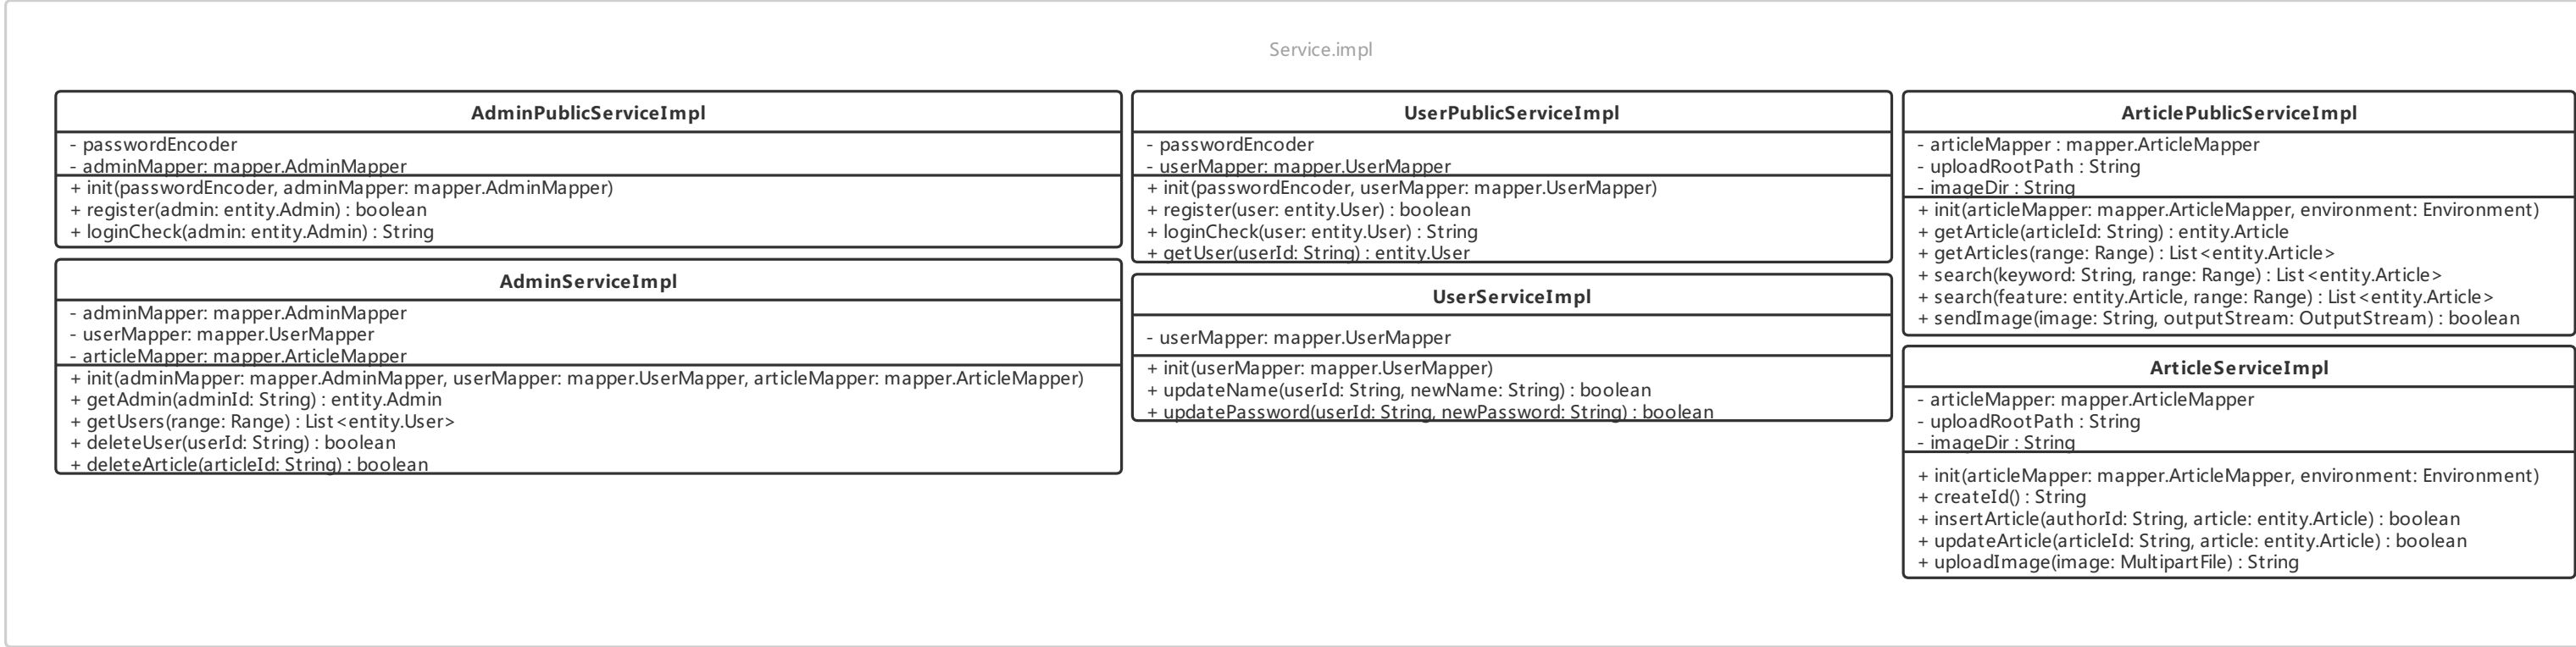 Service.impl
AdminPublicServiceImpl
- passwordEncoder
- adminMapper: mapper.AdminMapper
+ init(passwordEncoder, adminMapper: mapper.AdminMapper)
+ register(admin: entity.Admin) : boolean
+ loginCheck(admin: entity.Admin) : String
AdminServiceImpl
- adminMapper: mapper.AdminMapper
- userMapper: mapper.UserMapper
- articleMapper: mapper.ArticleMapper
+ init(adminMapper: mapper.AdminMapper, userMapper: mapper.UserMapper, articleMapper: mapper.ArticleMapper)
+ getAdmin(adminId: String) : entity.Admin
+ getUsers(range: Range) : List<entity.User>
+ deleteUser(userId: String) : boolean
+ deleteArticle(articleId: String) : boolean
UserPublicServiceImpl
- passwordEncoder
- userMapper: mapper.UserMapper
+ init(passwordEncoder, userMapper: mapper.UserMapper)
+ register(user: entity.User) : boolean
+ loginCheck(user: entity.User) : String
+ getUser(userId: String) : entity.User
UserServiceImpl
- userMapper: mapper.UserMapper
+ init(userMapper: mapper.UserMapper)
+ updateName(userId: String, newName: String) : boolean
+ updatePassword(userId: String, newPassword: String) : boolean
ArticlePublicServiceImpl
- articleMapper : mapper.ArticleMapper
- uploadRootPath : String
- imageDir : String
+ init(articleMapper: mapper.ArticleMapper, environment: Environment)
+ getArticle(articleId: String) : entity.Article
+ getArticles(range: Range) : List<entity.Article>
+ search(keyword: String, range: Range) : List<entity.Article>
+ search(feature: entity.Article, range: Range) : List<entity.Article>
+ sendImage(image: String, outputStream: OutputStream) : boolean
ArticleServiceImpl
- articleMapper: mapper.ArticleMapper
- uploadRootPath : String
- imageDir : String
+ init(articleMapper: mapper.ArticleMapper, environment: Environment)
+ createId() : String
+ insertArticle(authorId: String, article: entity.Article) : boolean
+ updateArticle(articleId: String, article: entity.Article) : boolean
+ uploadImage(image: MultipartFile) : String